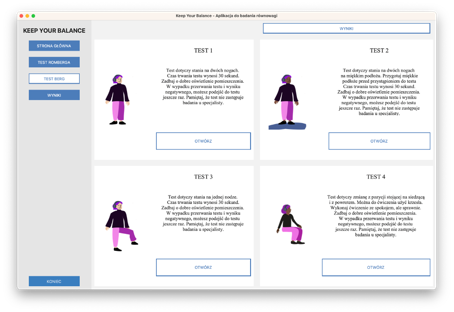 Keep Your Balance - Aplikacja do badania równowagi
KEEP YOUR BALANCE
STRONA GŁÓWNA
TEST ROMBERGA
TEST BERG
WYNIKI
KONIEC
WYNIKI
TEST 1
Test dotyczy stania na dwóch nogach.
Czas trwania testu wynosi 30 sekund.
Zadbaj o dobre oświetlenie pomieszczenia.
W wypadku przerwania testu i wyniku
negatywnego, możesz podejść do testu
jeszcze raz. Pamiętaj, że test nie zastępuje
badania u specjalisty.
OTWÓRZ
TEST 2
Test dotyczy stania na dwóch nogach
na miękkim podłożu. Przygotuj miękkie
podłoże przed przystąpieniem do testu
Czas trwania testu wynosi 30 sekund.
Zadbaj o dobre oświetlenie pomieszczenia.
W wypadku przerwania testu i wyniku
negatywnego, możesz podejść do testu
jeszcze raz. Pamiętaj, że test nie zastępuje
badania u specjalisty.
OTWÓRZ
TEST 3
Test dotyczy stania na jednej nodze.
Czas trwania testu wynosi 30 sekund.
Zadbaj o dobre oświetlenie pomieszczenia.
W wypadku przerwania testu i wyniku
negatywnego, możesz podejść do testu
jeszcze raz. Pamiętaj, że test nie zastępuje
badania u specjalisty.
OTWÓRZ
TEST 4
Test dotyczy zmianę z pozycji stojącej na siedzącą
i z powrotem. Możesz do ćwiczenia użyć krzesła.
Wykonaj ćwiczenie ze spokojem, ale sprawnie.
Zadbaj o dobre oświetlenie pomieszczenia.
W wypadku przerwania testu i wyniku
negatywnego, możesz podejść do testu
jeszcze raz. Pamiętaj, że test nie zastępuje
badania u specjalisty.
OTWÓRZ